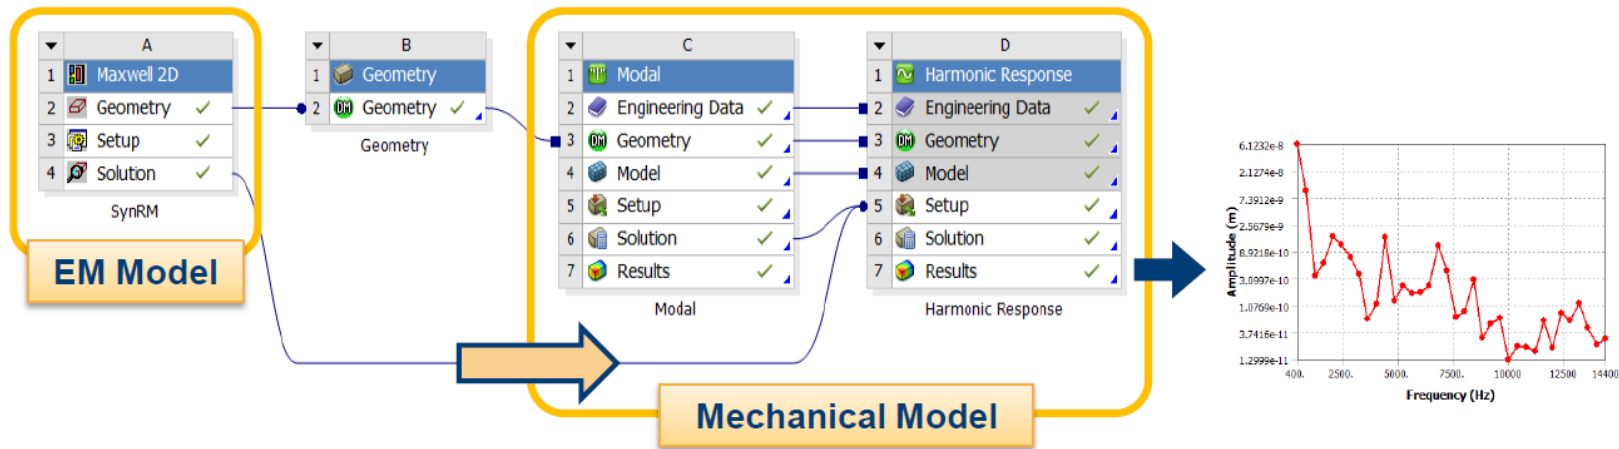 A
1 Maxwell 2D
2 Geometry
3 Setup
4 Solution
SynRM
EM Model
B
1 Geometry
2 DM Geometry
Geometry
C
1 Modal
2 Engineering Data
3 DM Geometry
4 Model
5 Setup
6 Solution
7 Results
Modal
D
1 Harmonic Response
2 Engineering Data
3 DM Geometry
4 Model
5 Setup
6 Solution
7 Results
Harmonic Response
Mechanical Model
Amplitude (m)
6.1232e-8
2.1274e-8
7.3912e-9
2.5679e-9
8.9218e-10
3.0997e-10
1.0769e-10
3.7416e-11
1.2999e-11
400. 2500. 5000. 7500. 10000 12500 14400
Frequency (Hz)